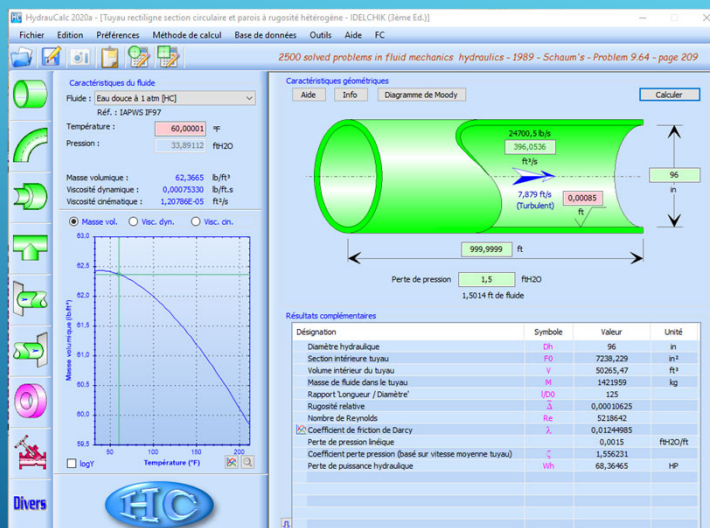 HydrauCalc 2020a - [Tuyau rectiligne section circulaire et parois à rugosité hétérogène - IDELCHIK (3ème Ed.)]
Fichier Edition Préférences Méthode de calcul Base de données Outils Aide FC
2500 solved problems in fluid mechanics hydraulics - 1989 - Schaum's - Problem 9.64 - page 209
Caractéristiques du fluide
Fluide : Eau douce à 1 atm [HC]
Réf. : IAPWS IF97
Température : 60,00001 °F
Pression : 33,89112 ftH2O
Masse volumique : 62,3665 lb/ft³
Viscosité dynamique : 0,00075330 lb/ft.s
Viscosité cinématique : 1,20786E-05 ft²/s
Masse vol. Visc. dyn. Visc. cin.
63,0
62,5
62,0
61,5
61,0
60,5
60,0
59,5
Masse volumique (lb/ft³)
50 100 150 200
logY Température (°F)
Divers
HC
Caractéristiques géométriques
Aide Info Diagramme de Moody Calculer
24700,5 lb/s
396,0536
ft³/s
7,879 ft/s
(Turbulent)
0,00085
ft
96
in
999,9999 ft
Perte de pression 1,5 ftH2O
1,5014 ft de fluide
Résultats complémentaires
Désignation Symbole Valeur Unité
Diamètre hydraulique Dh 96 in
Section intérieure tuyau F0 7238,229 in²
Volume intérieur du tuyau V 50265,47 ft³
Masse de fluide dans le tuyau M 1421959 kg
Rapport 'Longueur / Diamètre' l/D0 125
Rugosité relative Δ 0,00010625
Nombre de Reynolds Re 5218642
Coefficient de friction de Darcy λ 0,01244985
Perte de pression linéique 0,0015 ftH2O/ft
Coefficient perte pression (basé sur vitesse moyenne tuyau) ζ 1,556231
Perte de puissance hydraulique Wh 68,36465 HP